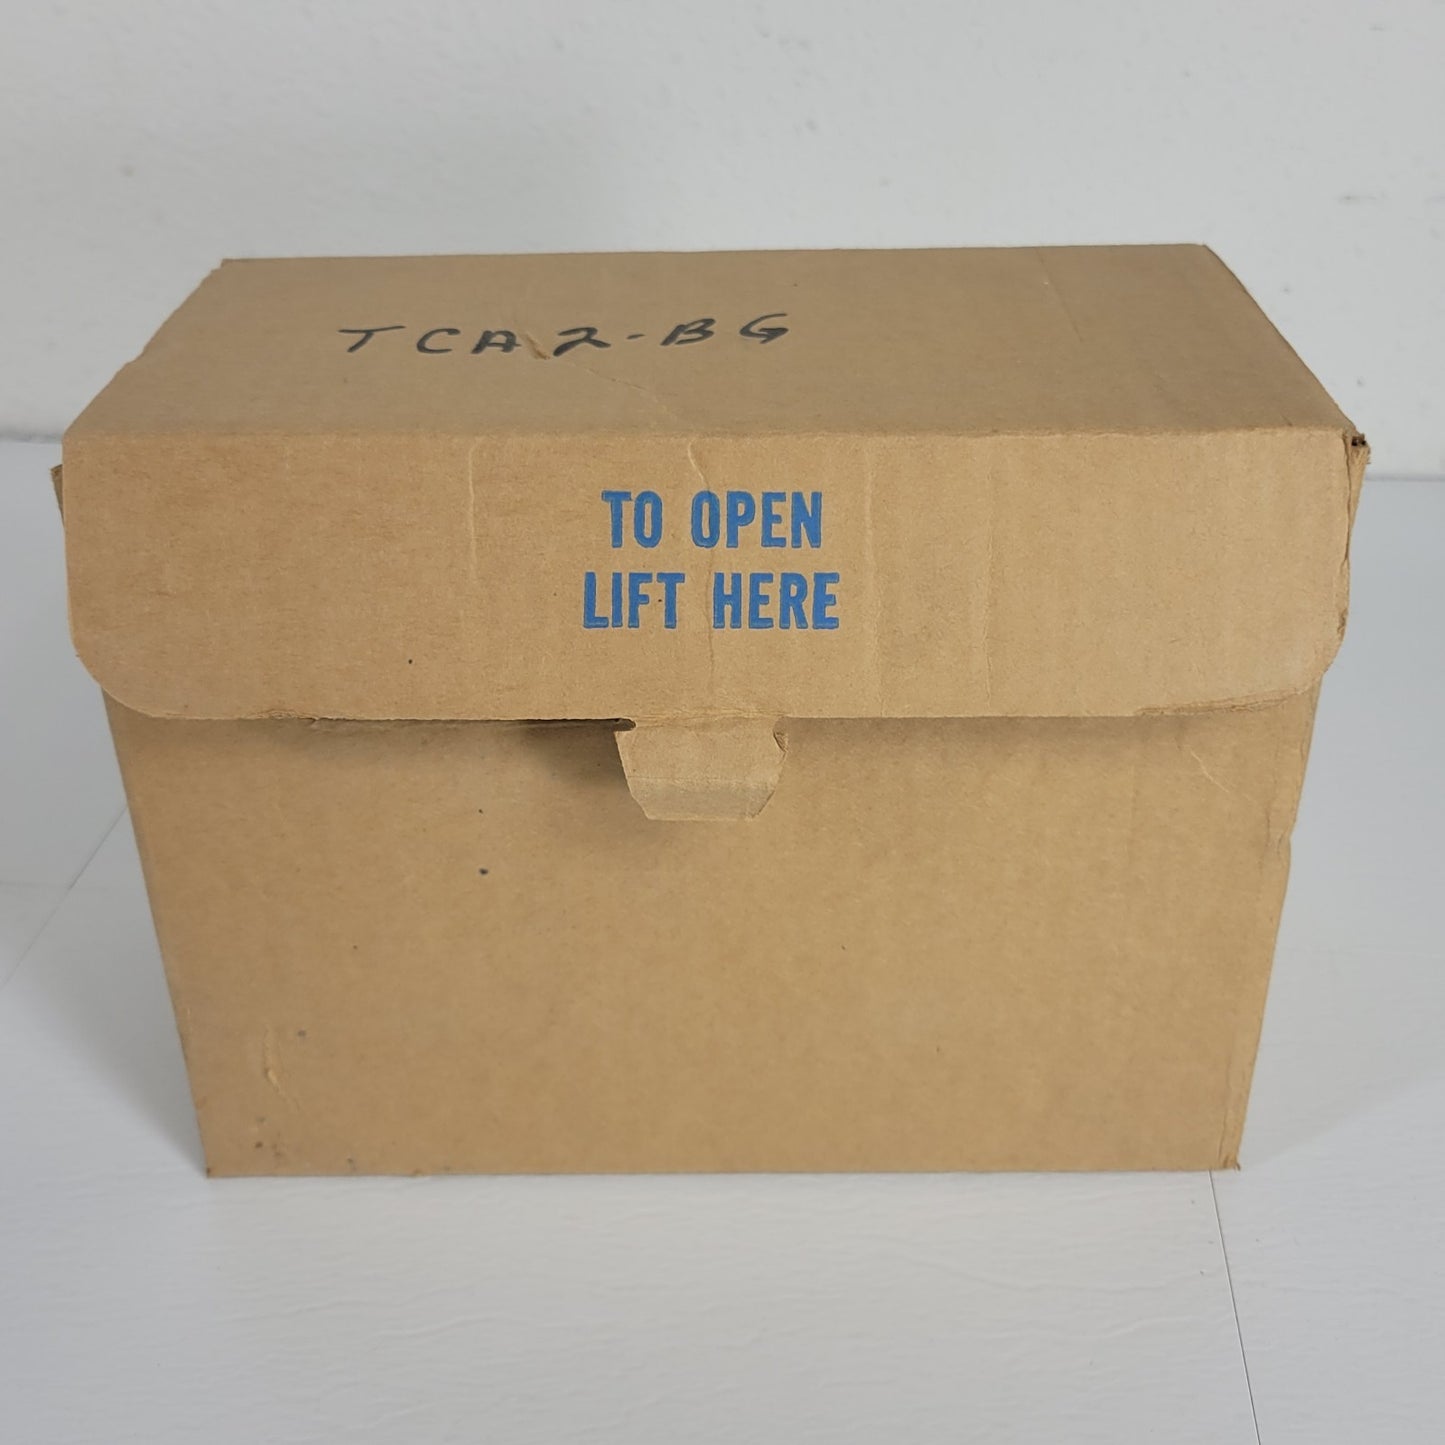 TCA2-BG
TO OPEN
LIFT HERE